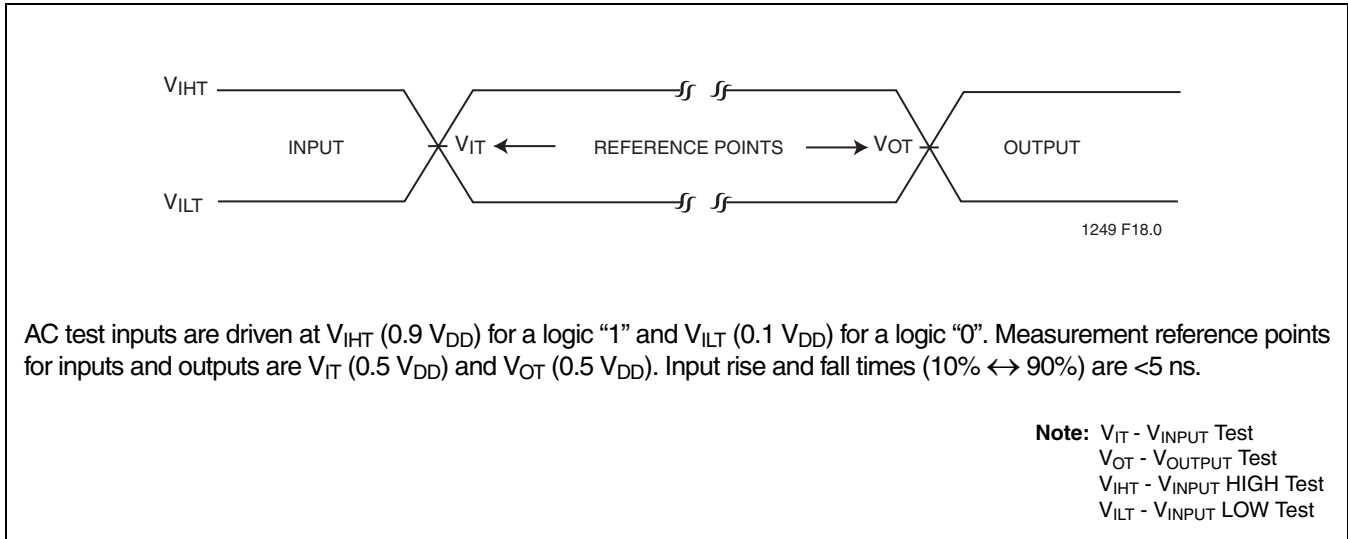 VIHT
INPUT VIT REFERENCE POINTS VOT OUTPUT
VILT
1249 F18.0
AC test inputs are driven at VIHT (0.9 VDD) for a logic “1” and VILT (0.1 VDD) for a logic “0”. Measurement reference points
for inputs and outputs are VIT (0.5 VDD) and VOT (0.5 VDD). Input rise and fall times (10% ↔ 90%) are <5 ns.
Note: VIT - VINPUT Test
VOT - VOUTPUT Test
VIHT - VINPUT HIGH Test
VILT - VINPUT LOW Test